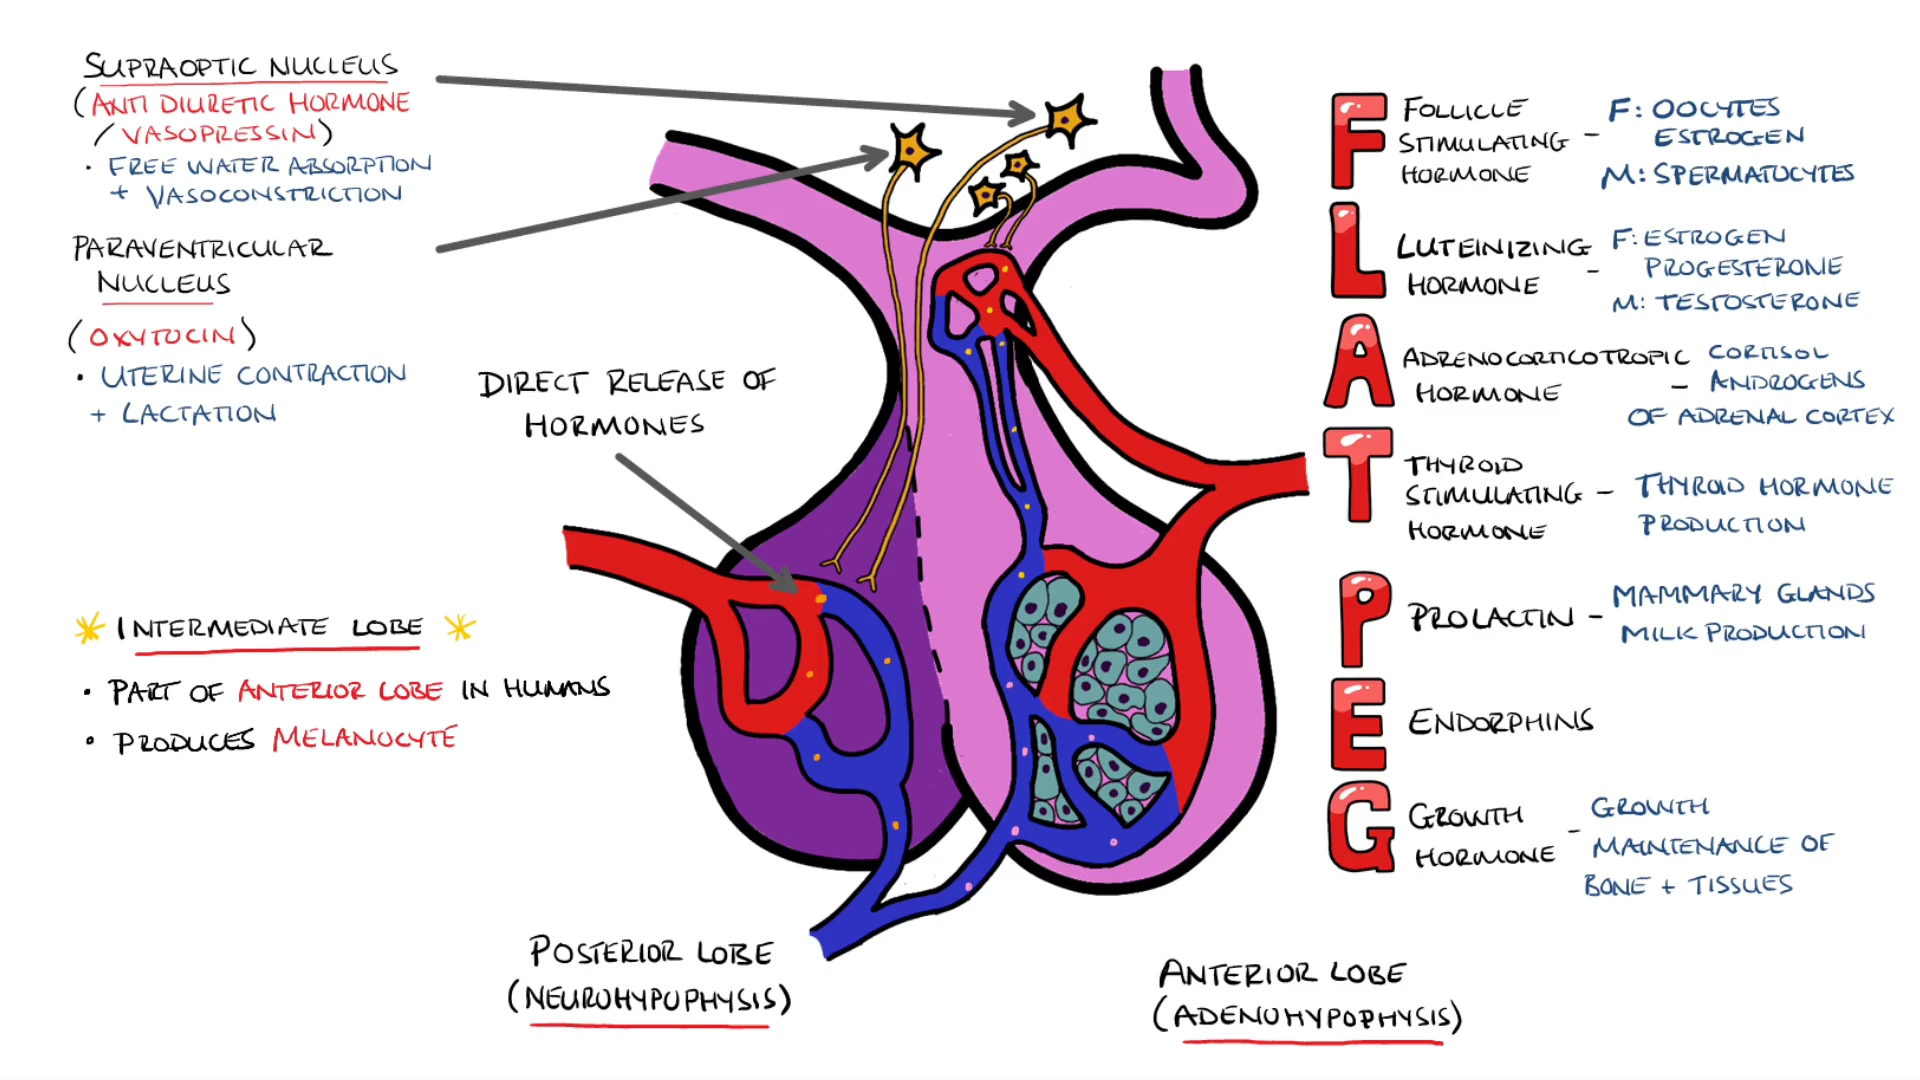 SUPRAOPTIC NUCLEUS
(ANTI DIURETIC HORMONE
/ VASOPRESSIN)
· FREE WATER ABSORPTION
+ VASOCONSTRICTION
PARAVENTRICULAR
NUCLEUS
(OXYTOCIN)
· UTERINE CONTRACTION
+ LACTATION
DIRECT RELEASE OF
HORMONES
* INTERMEDIATE LOBE *
· PART OF ANTERIOR LOBE IN HUMANS
· PRODUCES MELANOCYTE
POSTERIOR LOBE
(NEUROHYPOPHYSIS)
ANTERIOR LOBE
(ADENOHYPOPHYSIS)
F
FOLLICLE
STIMULATING -
HORMONE
F: OOCYTES
ESTROGEN
M: SPERMATOCYTES
L
LUTEINIZING
HORMONE -
F: ESTROGEN
PROGESTERONE
M: TESTOSTERONE
A
ADRENOCORTICOTROPIC
HORMONE -
CORTISOL
ANDROGENS
OF ADRENAL CORTEX
T
THYROID
STIMULATING -
HORMONE
THYROID HORMONE
PRODUCTION
P
PROLACTIN -
MAMMARY GLANDS
MILK PRODUCTION
E
ENDORPHINS
G
GROWTH
HORMONE -
GROWTH
MAINTENANCE OF
BONE + TISSUES